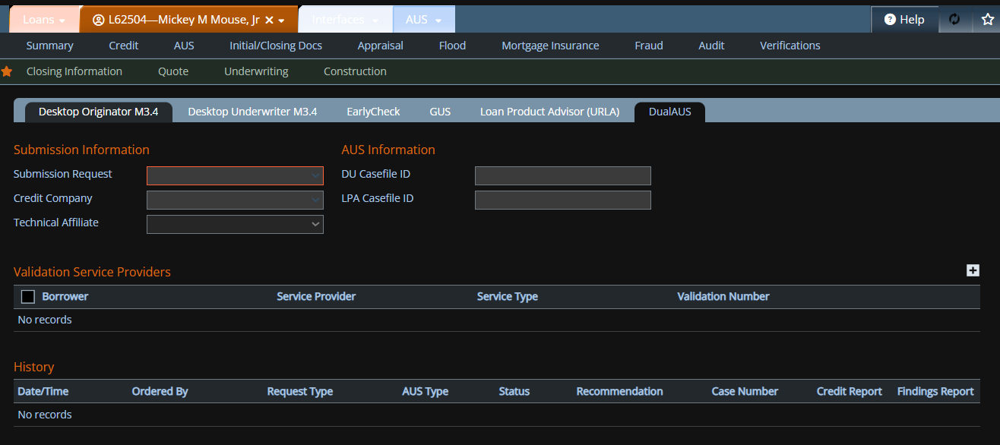 Loans L62504—Mickey M Mouse, Jr Interfaces AUS Help
Summary Credit AUS Initial/Closing Docs Appraisal Flood Mortgage Insurance Fraud Audit Verifications
Closing Information Quote Underwriting Construction
Desktop Originator M3.4 Desktop Underwriter M3.4 EarlyCheck GUS Loan Product Advisor (URLA) DualAUS
Submission Information AUS Information
Submission Request DU Casefile ID
Credit Company LPA Casefile ID
Technical Affiliate
Validation Service Providers
Borrower Service Provider Service Type Validation Number
No records
History
Date/Time Ordered By Request Type AUS Type Status Recommendation Case Number Credit Report Findings Report
No records